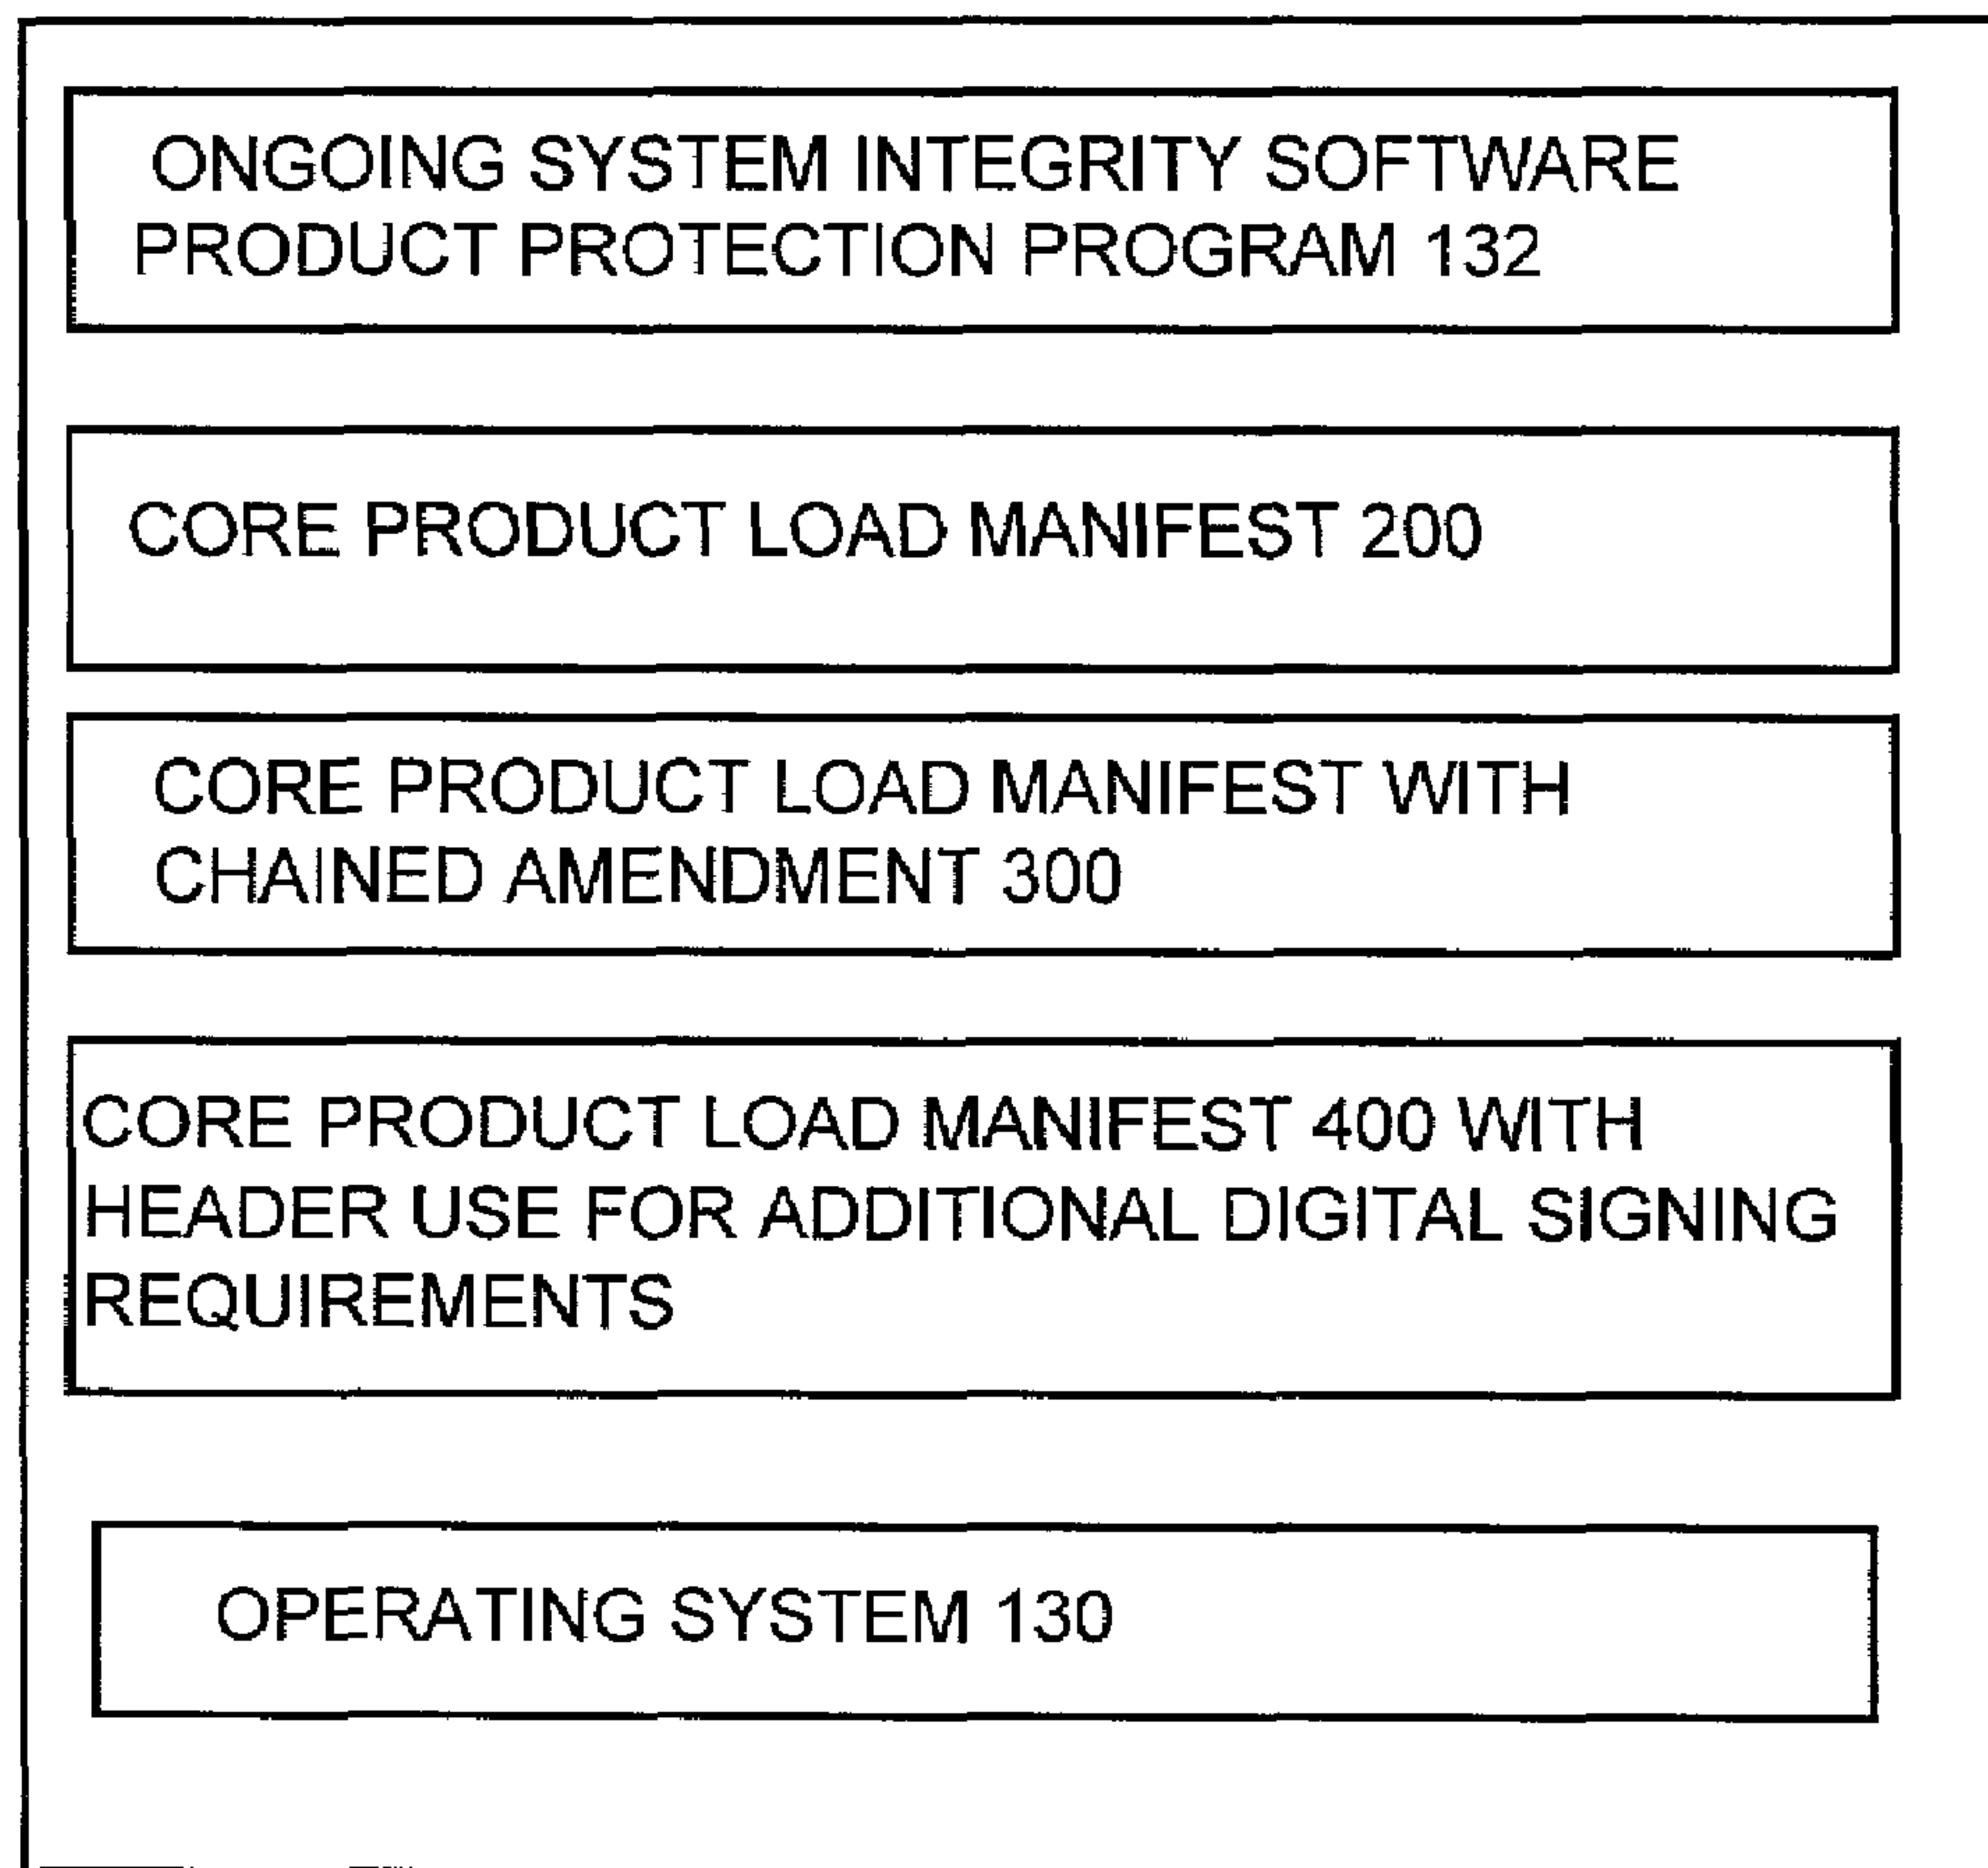 ONGOING SYSTEM INTEGRITY SOFTWARE
PRODUCT PROTECTION PROGRAM 132
CORE PRODUCT LOAD MANIFEST 200
CORE PRODUCT LOAD MANIFEST WITH
CHAINED AMENDMENT 300
CORE PRODUCT LOAD MANIFEST 400 WITH
HEADER USE FOR ADDITIONAL DIGITAL SIGNING
REQUIREMENTS
OPERATING SYSTEM 130